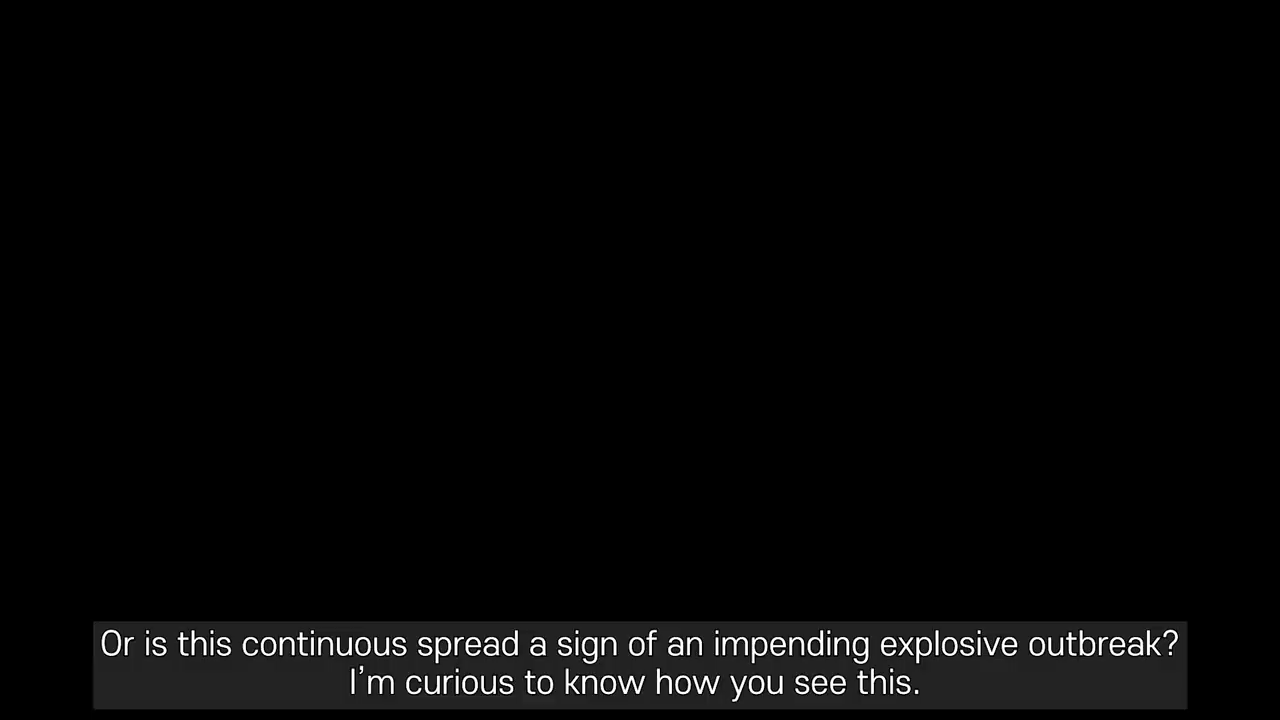 Or is this continuous spread a sign of an impending explosive outbreak?
I'm curious to know how you see this.